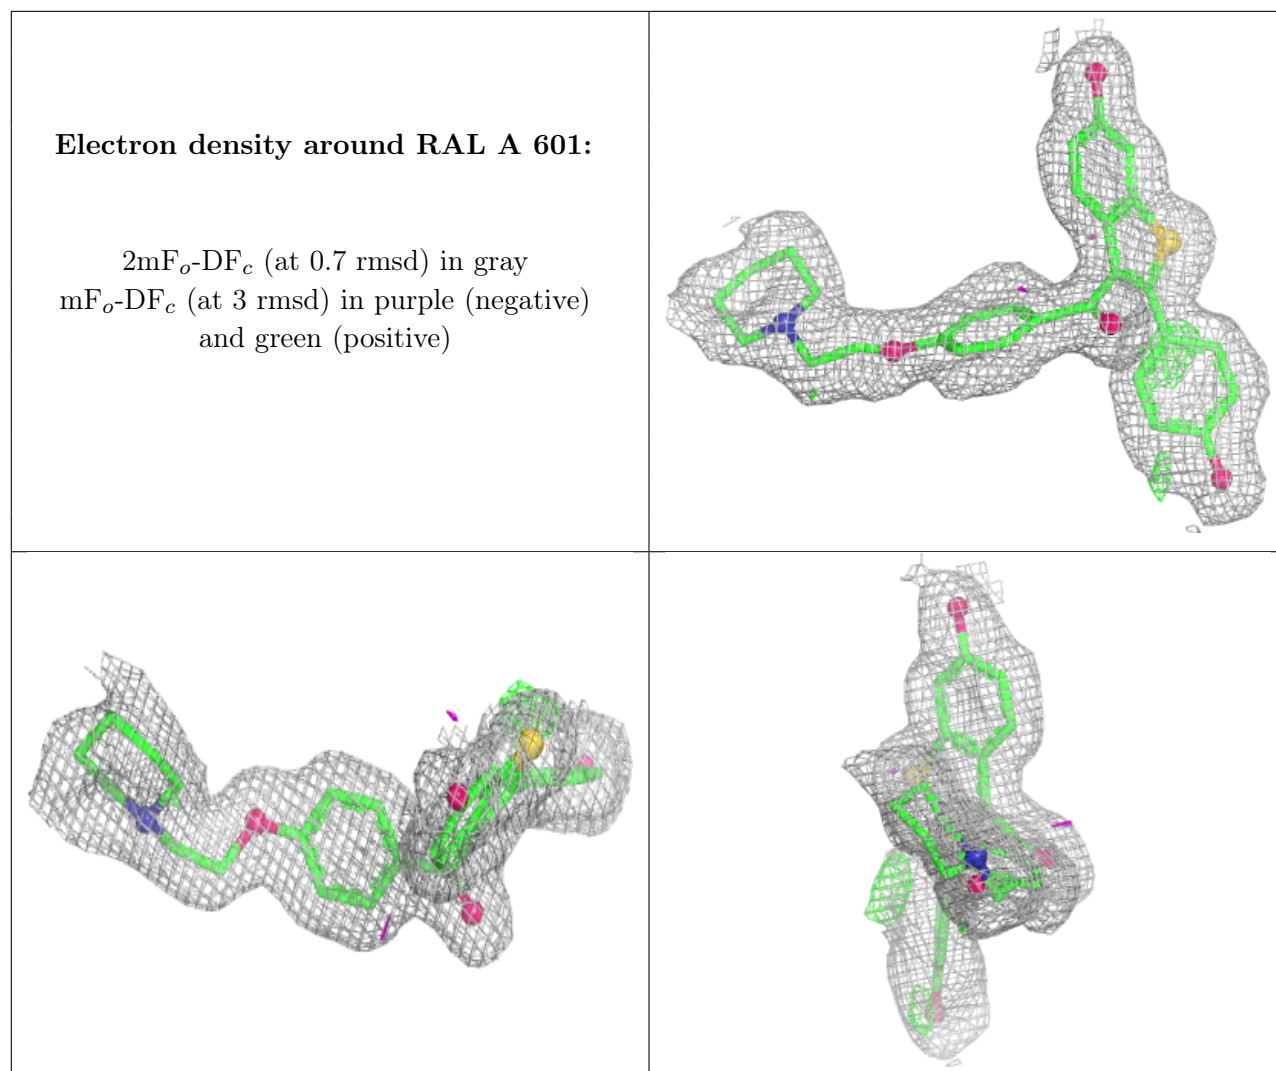 Electron density around RAL A 601:
2mFo-DFc (at 0.7 rmsd) in gray
mFo-DFc (at 3 rmsd) in purple (negative)
and green (positive)